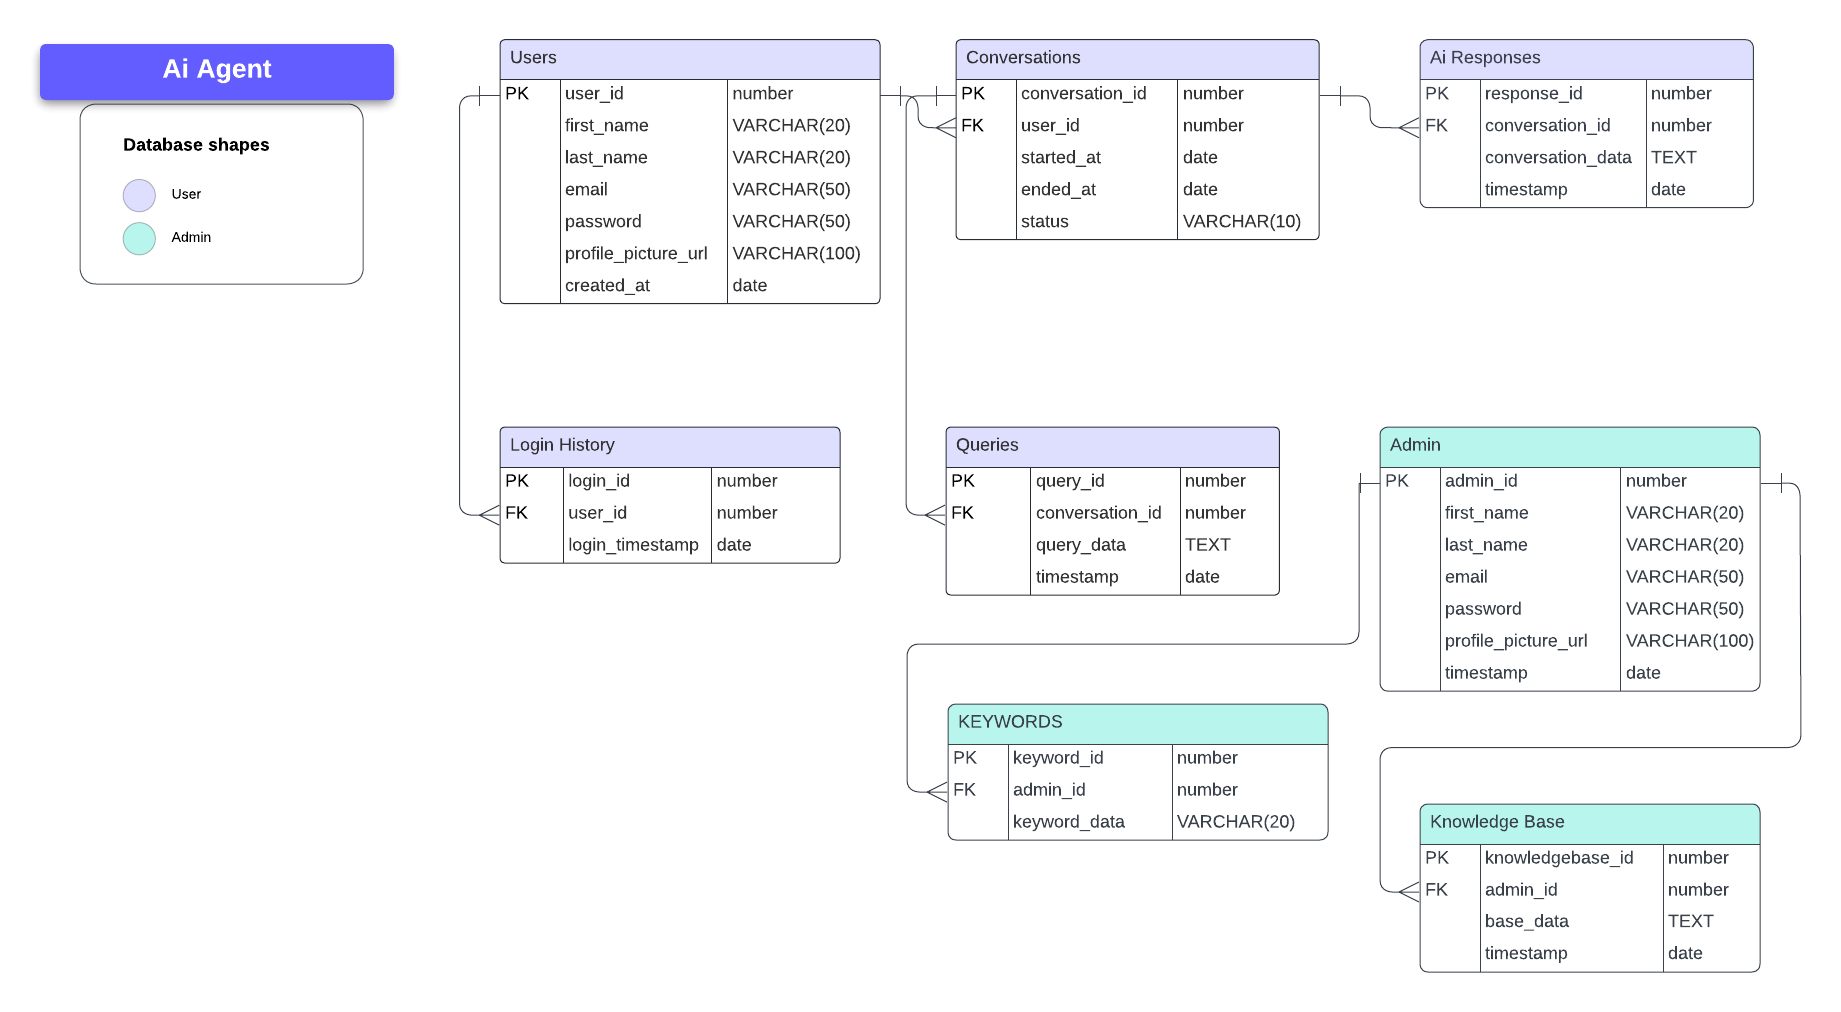 Ai Agent
Database shapes
User
Admin
Users
PK user_id number
first_name VARCHAR(20)
last_name VARCHAR(20)
email VARCHAR(50)
password VARCHAR(50)
profile_picture_url VARCHAR(100)
created_at date
Conversations
PK conversation_id number
FK user_id number
started_at date
ended_at date
status VARCHAR(10)
Ai Responses
PK response_id number
FK conversation_id number
conversation_data TEXT
timestamp date
Login History
PK login_id number
FK user_id number
login_timestamp date
Queries
PK query_id number
FK conversation_id number
query_data TEXT
timestamp date
Admin
PK admin_id number
first_name VARCHAR(20)
last_name VARCHAR(20)
email VARCHAR(50)
password VARCHAR(50)
profile_picture_url VARCHAR(100)
timestamp date
KEYWORDS
PK keyword_id number
FK admin_id number
keyword_data VARCHAR(20)
Knowledge Base
PK knowledgebase_id number
FK admin_id number
base_data TEXT
timestamp date